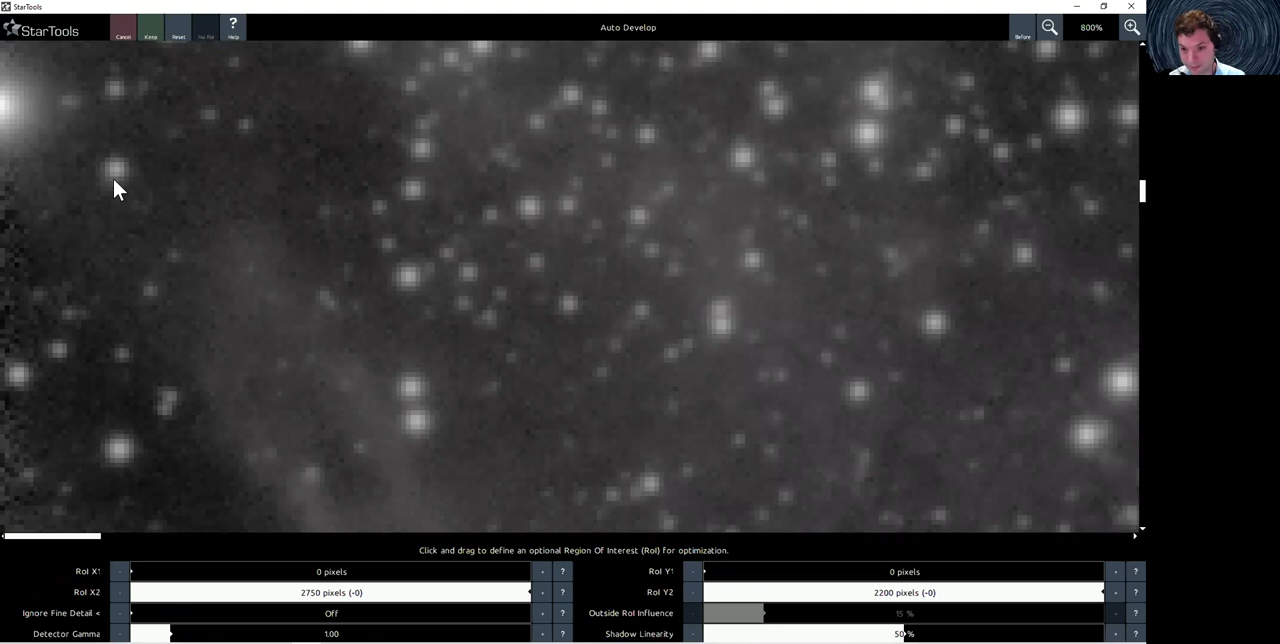 StarTools
StarTools
Cancel
Keep
Reset
No RoI
?
Help
Auto Develop
Before
800%
Click and drag to define an optional Region Of Interest (RoI) for optimization.
RoI X1 - 0 pixels + ?
RoI Y1 - 0 pixels + ?
RoI X2 - 2750 pixels (-0) + ?
RoI Y2 - 2200 pixels (-0) + ?
Ignore Fine Detail < - Off + ?
Outside RoI Influence - 15 % + ?
Detector Gamma - 1.00 + ?
Shadow Linearity - 50 % + ?